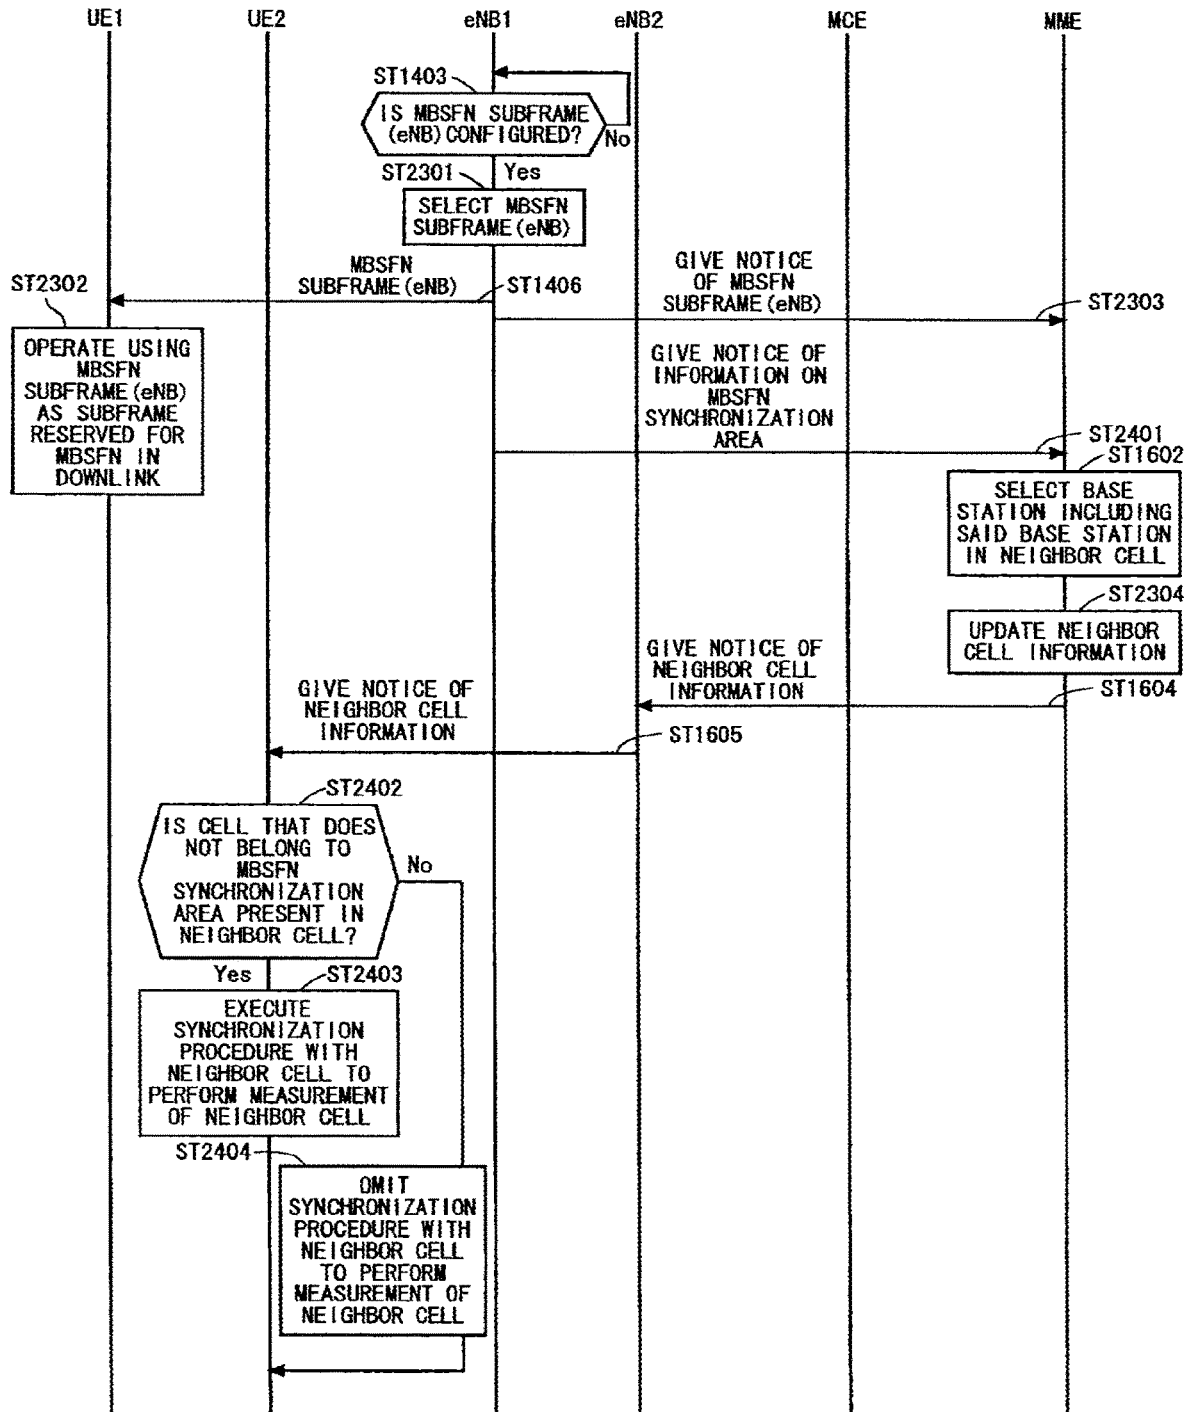 UE1
UE2
eNB1
eNB2
MCE
MME
ST1403
IS MBSFN SUBFRAME
(eNB)CONFIGURED?
No
ST2301
Yes
SELECT MBSFN
SUBFRAME(eNB)
MBSFN
SUBFRAME(eNB)
ST1406
GIVE NOTICE
OF MBSFN
SUBFRAME(eNB)
ST2303
ST2302
OPERATE USING
MBSFN
SUBFRAME(eNB)
AS SUBFRAME
RESERVED FOR
MBSFN IN
DOWNLINK
GIVE NOTICE OF
INFORMATION ON
MBSFN
SYNCHRONIZATION
AREA
ST2401
ST1602
SELECT BASE
STATION INCLUDING
SAID BASE STATION
IN NEIGHBOR CELL
ST2304
UPDATE NEIGHBOR
CELL INFORMATION
GIVE NOTICE OF
NEIGHBOR CELL
INFORMATION
ST1604
GIVE NOTICE OF
NEIGHBOR CELL
INFORMATION
ST1605
ST2402
IS CELL THAT DOES
NOT BELONG TO
MBSFN
SYNCHRONIZATION
AREA PRESENT IN
NEIGHBOR CELL?
No
Yes
ST2403
EXECUTE
SYNCHRONIZATION
PROCEDURE WITH
NEIGHBOR CELL TO
PERFORM MEASUREMENT
OF NEIGHBOR CELL
ST2404
OMIT
SYNCHRONIZATION
PROCEDURE WITH
NEIGHBOR CELL
TO PERFORM
MEASUREMENT OF
NEIGHBOR CELL